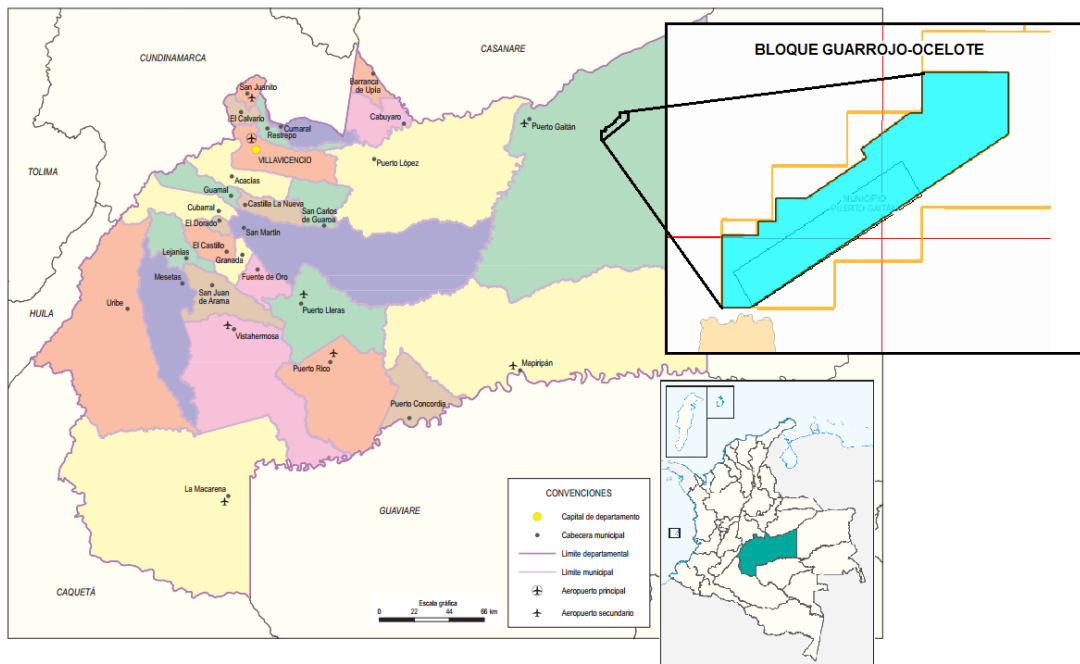 BLOQUE GUARROJO-OCELOTE
CUNDINAMARCA
CASANARE
San Juanito
Barranca
de Upía
El Calvario
Cumaral
Restrepo
Cabuyaro
Puerto Gaitán
VILLAVICENCIO
Puerto López
TOLIMA
Acacías
Guamal
Castilla La Nueva
Cubarral
San Carlos
de Guaroa
El Dorado
San Martín
MUNICIPIO
PUERTO GAITÁN
Lejanías
El Castillo
Granada
Mesetas
Fuente de Oro
San Juan
de Arama
Uribe
Puerto Lleras
HUILA
Vistahermosa
Puerto Rico
Mapiripán
Puerto Concordia
La Macarena
GUAVIARE
CAQUETÁ
CONVENCIONES
Capital de departamento
Cabecera municipal
Límite departamental
Límite municipal
Aeropuerto principal
Aeropuerto secundario
Escala gráfica
0 22 44 66 km